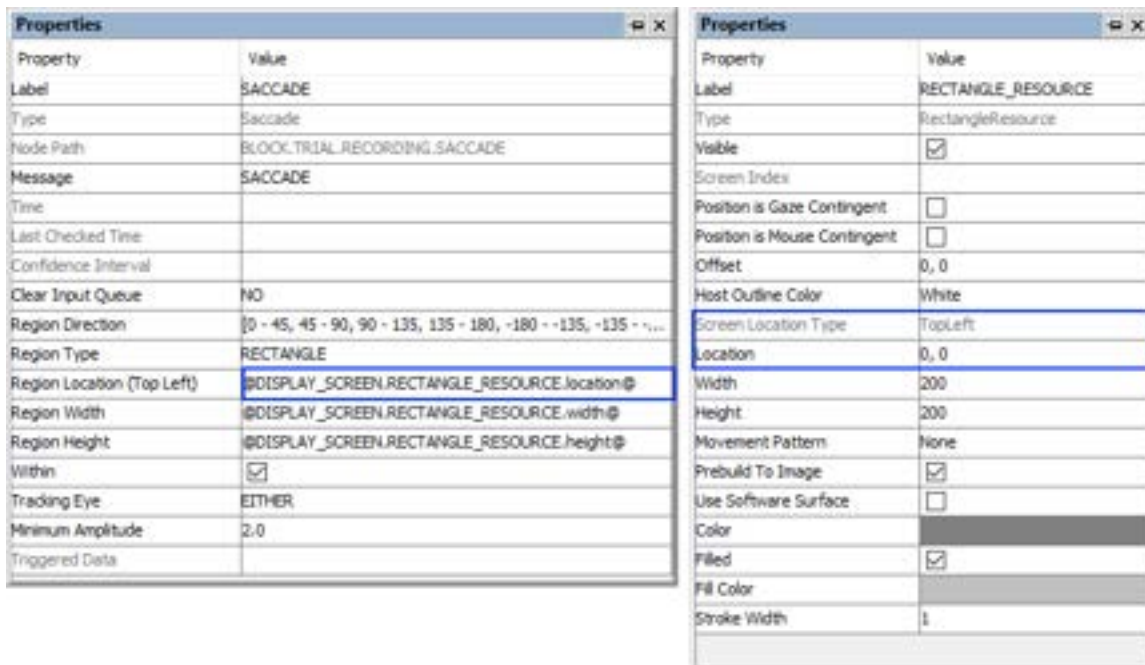 Properties
Property Value
Label SACCADE
Type Saccade
Node Path BLOCK.TRIAL.RECORDING.SACCADE
Message SACCADE
Time
Last Checked Time
Confidence Interval
Clear Input Queue NO
Region Direction [0 - 45, 45 - 90, 90 - 135, 135 - 180, -180 - -135, -135 - -...
Region Type RECTANGLE
Region Location (Top Left) @DISPLAY_SCREEN.RECTANGLE_RESOURCE.location@
Region Width @DISPLAY_SCREEN.RECTANGLE_RESOURCE.width@
Region Height @DISPLAY_SCREEN.RECTANGLE_RESOURCE.height@
Within
Tracking Eye EITHER
Minimum Amplitude 2.0
Triggered Data
Properties
Property Value
Label RECTANGLE_RESOURCE
Type RectangleResource
Visible
Screen Index
Position is Gaze Contingent
Position is Mouse Contingent
Offset 0, 0
Host Outline Color White
Screen Location Type TopLeft
Location 0, 0
Width 200
Height 200
Movement Pattern None
Prebuild To Image
Use Software Surface
Color
Filled
Fill Color
Stroke Width 1